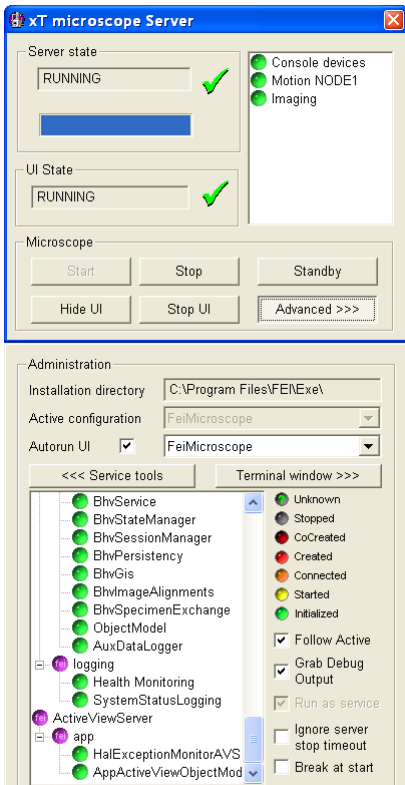 xT microscope Server
Server state
RUNNING
Console devices
Motion NODE1
Imaging
UI State
RUNNING
Microscope
Start
Stop
Standby
Hide UI
Stop UI
Advanced >>>
Administration
Installation directory
C:\Program Files\FEI\Exe\
Active configuration
FeiMicroscope
Autorun UI
FeiMicroscope
<<< Service tools
Terminal window >>>
BhvService
BhvStateManager
BhvSessionManager
BhvPersistency
BhvGis
BhvImageAlignments
BhvSpecimenExchange
ObjectModel
AuxDataLogger
fei logging
Health Monitoring
SystemStatusLogging
fei ActiveViewServer
fei app
HalExceptionMonitorAVS
AppActiveViewObjectMod
Unknown
Stopped
CoCreated
Created
Connected
Started
Initialized
Follow Active
Grab Debug
Output
Run as service
Ignore server
stop timeout
Break at start